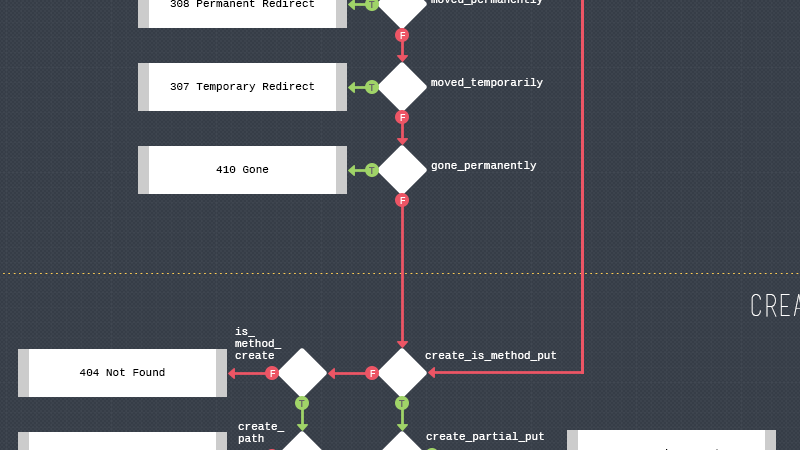 308 Permanent Redirect
T
moved_permanently
F
307 Temporary Redirect
T
moved_temporarily
F
410 Gone
T
gone_permanently
F
is_
method_
create
create_is_method_put
404 Not Found
F
F
T
T
create_
path
create_partial_put